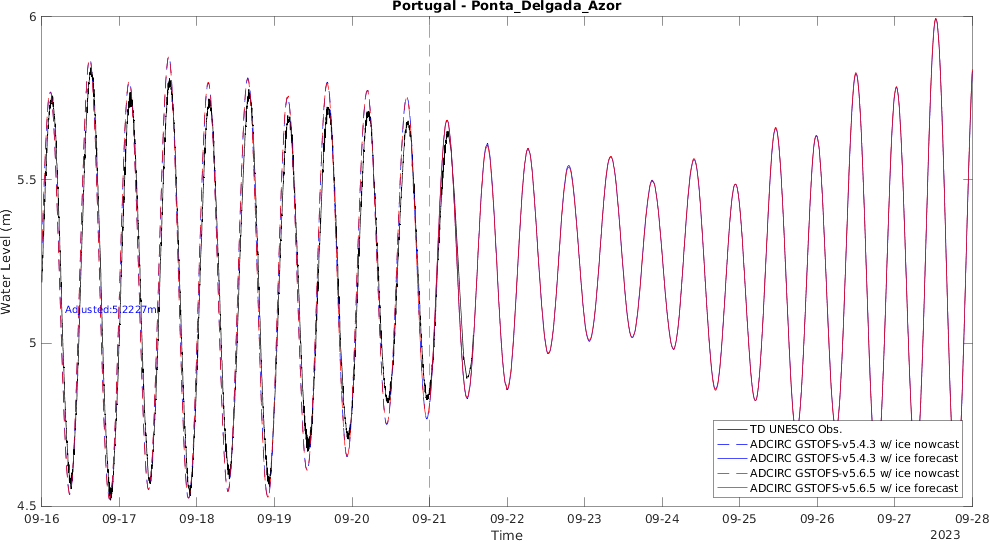 Portugal - Ponta_Delgada_Azor
6
5.5
5
4.5
Water Level (m)
Adjusted:5.2227m
TD UNESCO Obs.
ADCIRC GSTOFS-v5.4.3 w/ ice nowcast
ADCIRC GSTOFS-v5.4.3 w/ ice forecast
ADCIRC GSTOFS-v5.6.5 w/ ice nowcast
ADCIRC GSTOFS-v5.6.5 w/ ice forecast
09-16 09-17 09-18 09-19 09-20 09-21 09-22 09-23 09-24 09-25 09-26 09-27 09-28
Time
2023